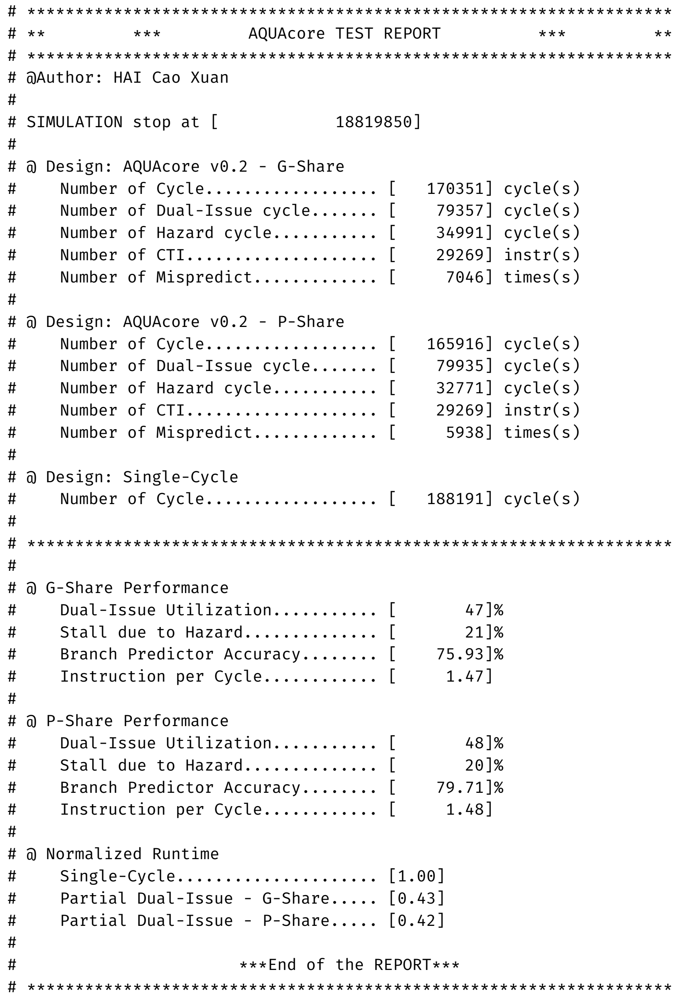 # *******************************************************************
# **         ***         AQUAcore TEST REPORT          ***         **
# *******************************************************************
# @Author: HAI Cao Xuan
#
# SIMULATION stop at [            18819850]
#
# @ Design: AQUAcore v0.2 - G-Share
#    Number of Cycle.................. [   170351] cycle(s)
#    Number of Dual-Issue cycle....... [    79357] cycle(s)
#    Number of Hazard cycle........... [    34991] cycle(s)
#    Number of CTI.................... [    29269] instr(s)
#    Number of Mispredict............. [     7046] times(s)
#
# @ Design: AQUAcore v0.2 - P-Share
#    Number of Cycle.................. [   165916] cycle(s)
#    Number of Dual-Issue cycle....... [    79935] cycle(s)
#    Number of Hazard cycle........... [    32771] cycle(s)
#    Number of CTI.................... [    29269] instr(s)
#    Number of Mispredict............. [     5938] times(s)
#
# @ Design: Single-Cycle
#    Number of Cycle.................. [   188191] cycle(s)
#
# *******************************************************************
#
# @ G-Share Performance
#    Dual-Issue Utilization........... [       47]%
#    Stall due to Hazard.............. [       21]%
#    Branch Predictor Accuracy........ [    75.93]%
#    Instruction per Cycle............ [     1.47]
#
# @ P-Share Performance
#    Dual-Issue Utilization........... [       48]%
#    Stall due to Hazard.............. [       20]%
#    Branch Predictor Accuracy........ [    79.71]%
#    Instruction per Cycle............ [     1.48]
#
# @ Normalized Runtime
#    Single-Cycle..................... [1.00]
#    Partial Dual-Issue - G-Share..... [0.43]
#    Partial Dual-Issue - P-Share..... [0.42]
#
#                       ***End of the REPORT***
# *******************************************************************